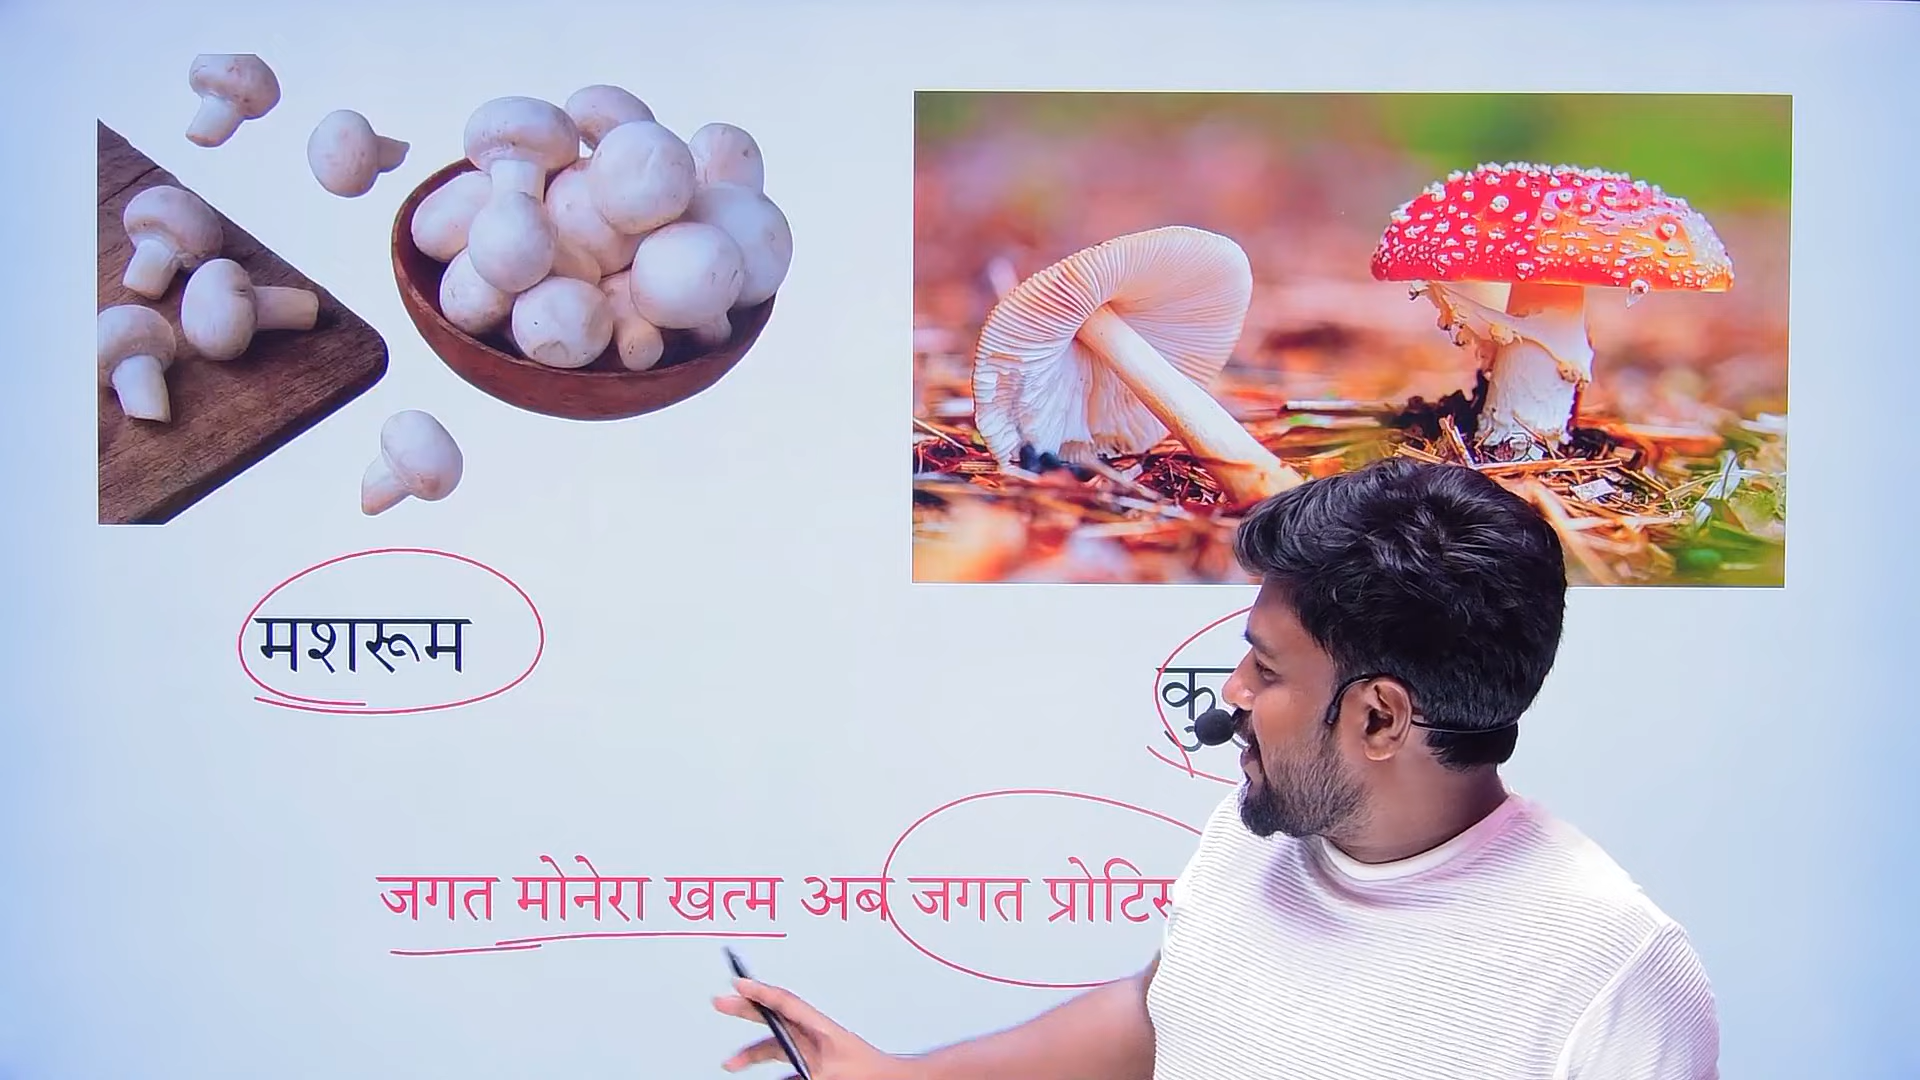 मशरूम
जगत मोनेरा खत्म अब जगत